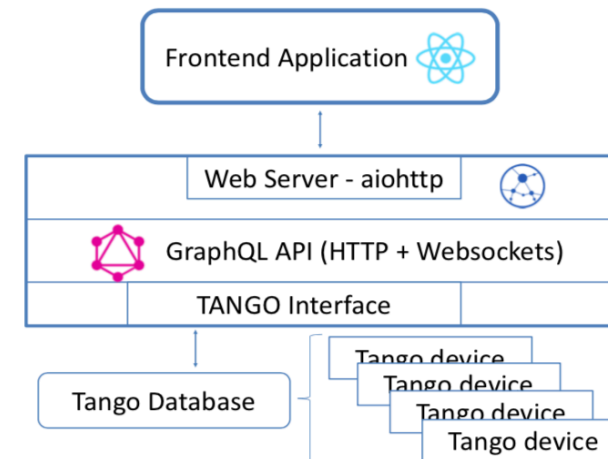 Frontend Application
Web Server - aiohttp
GraphQL API (HTTP + Websockets)
TANGO Interface
Tango Database
Tango device
Tango device
Tango device
Tango device